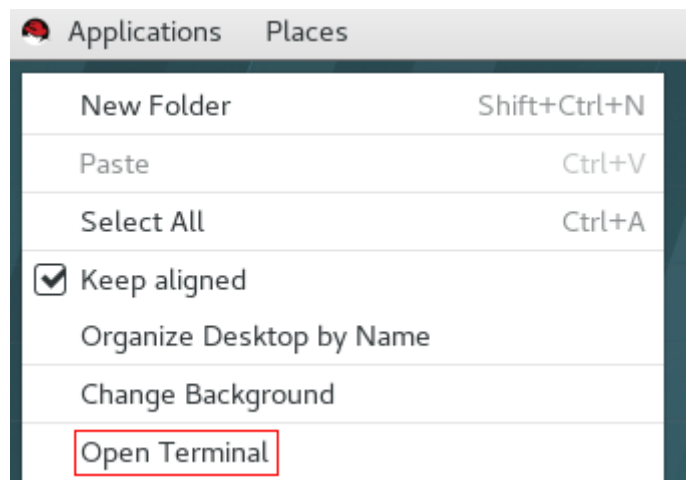 Applications Places
New Folder Shift+Ctrl+N
Paste Ctrl+V
Select All Ctrl+A
Keep aligned
Organize Desktop by Name
Change Background
Open Terminal